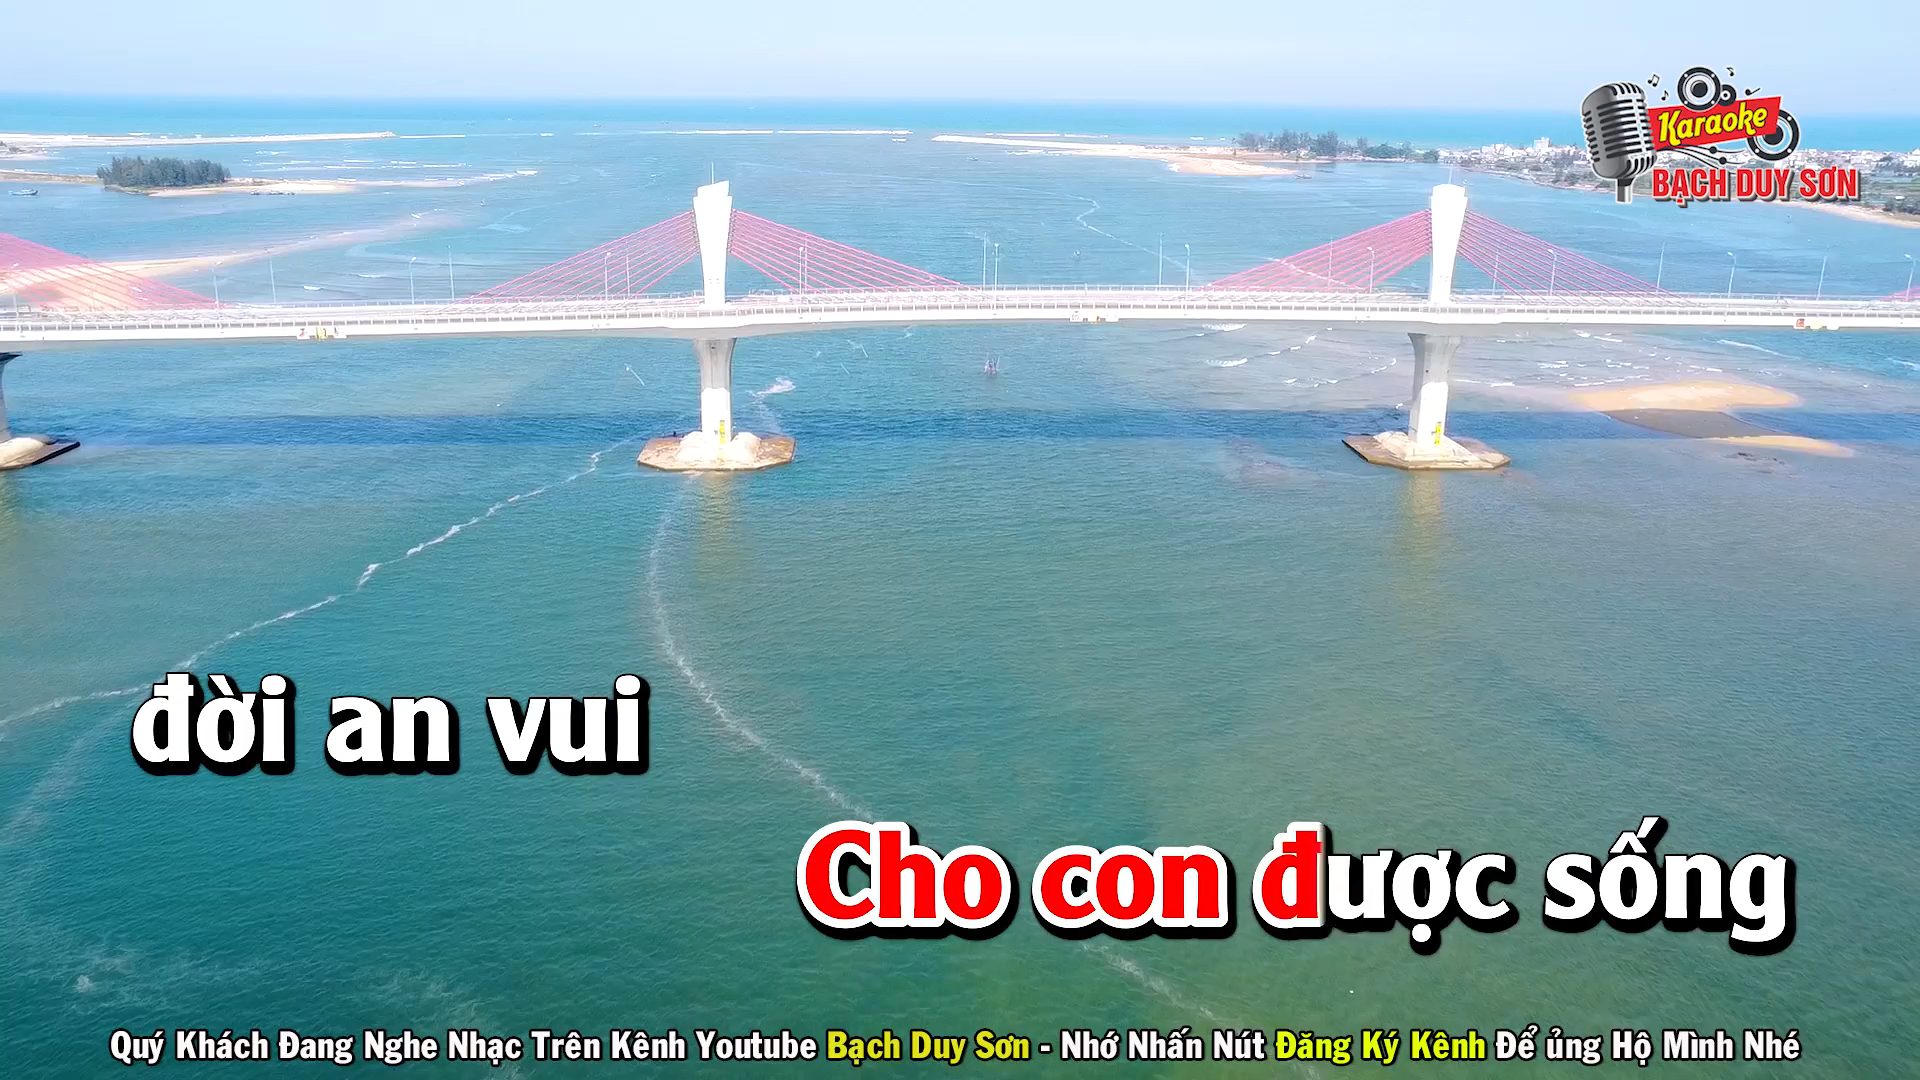 Karaoke
BẠCH DUY SƠN
đời an vui
Cho con được sống
Quý Khách Đang Nghe Nhạc Trên Kênh Youtube Bạch Duy Sơn - Nhớ Nhấn Nút Đăng Ký Kênh Để ủng Hộ Mình Nhé